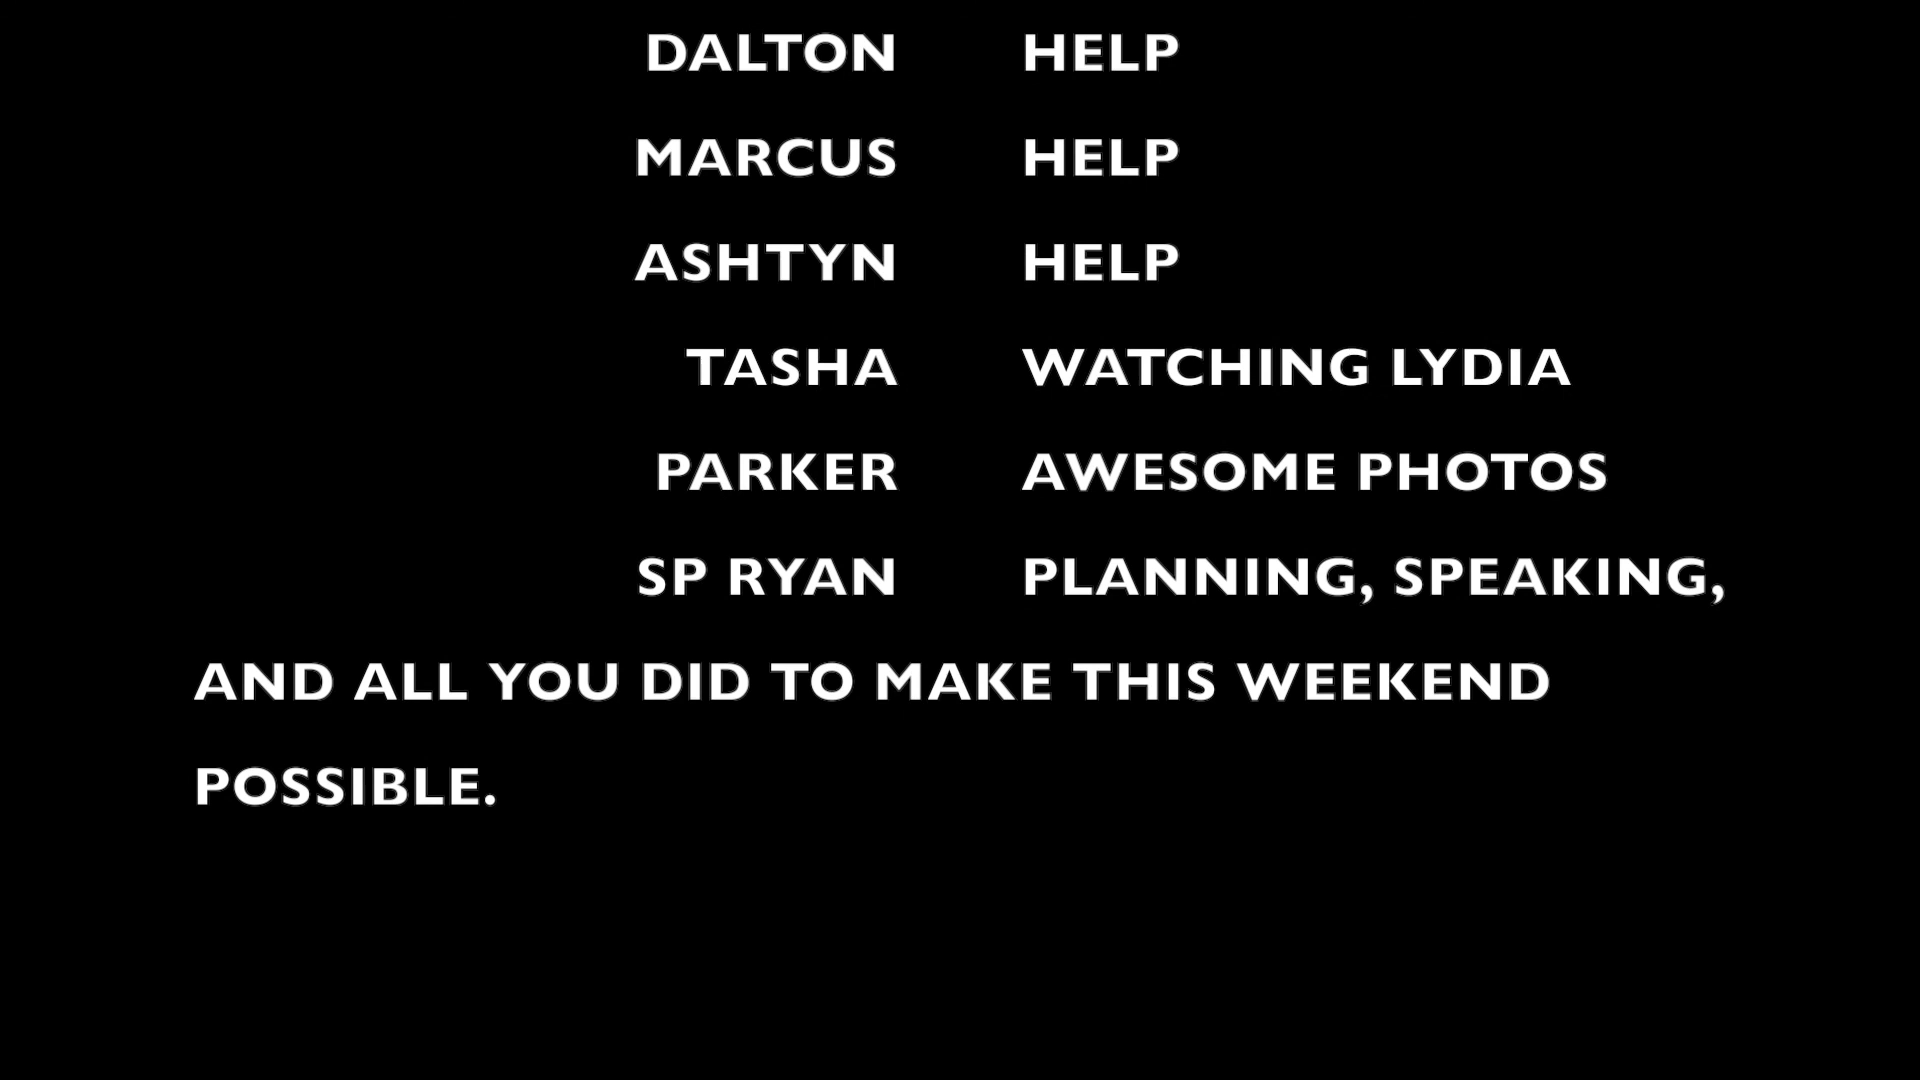 DALTON HELP
MARCUS HELP
ASHTYN HELP
TASHA WATCHING LYDIA
PARKER AWESOME PHOTOS
SP RYAN PLANNING, SPEAKING,
AND ALL YOU DID TO MAKE THIS WEEKEND
POSSIBLE.